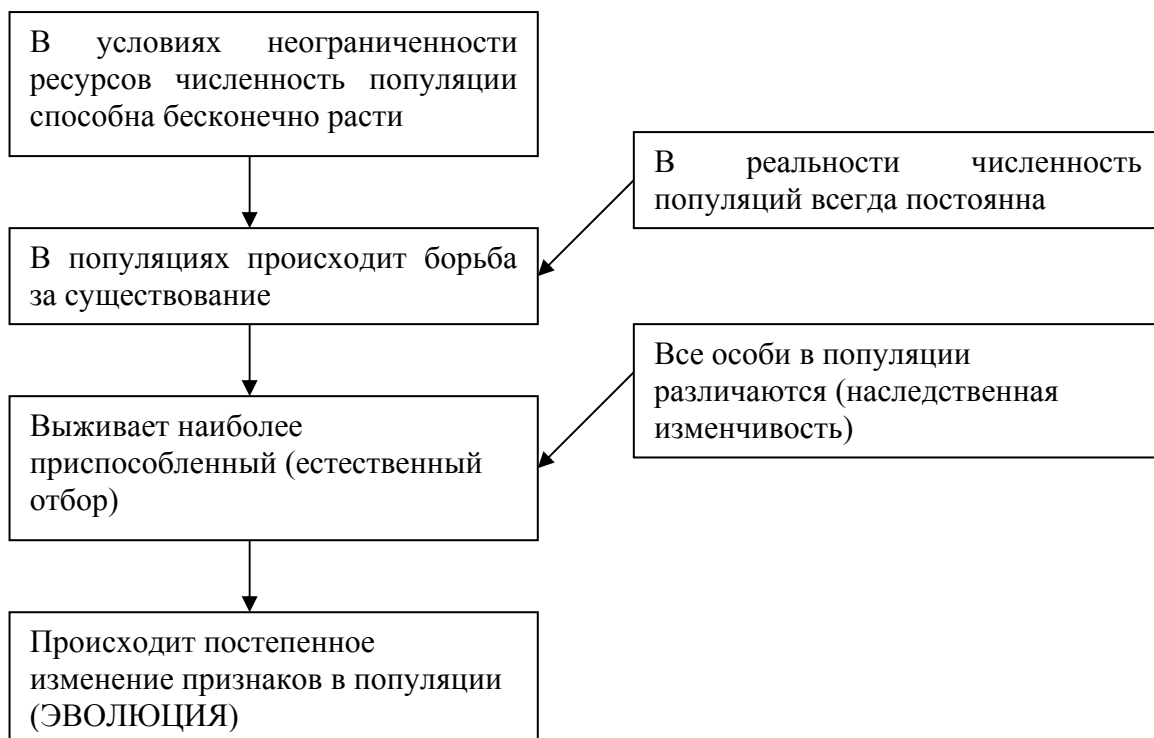 В условиях неограниченности
ресурсов численность популяции
способна бесконечно расти
В реальности численность
популяций всегда постоянна
В популяциях происходит борьба
за существование
Все особи в популяции
различаются (наследственная
изменчивость)
Выживает наиболее
приспособленный (естественный
отбор)
Происходит постепенное
изменение признаков в популяции
(ЭВОЛЮЦИЯ)